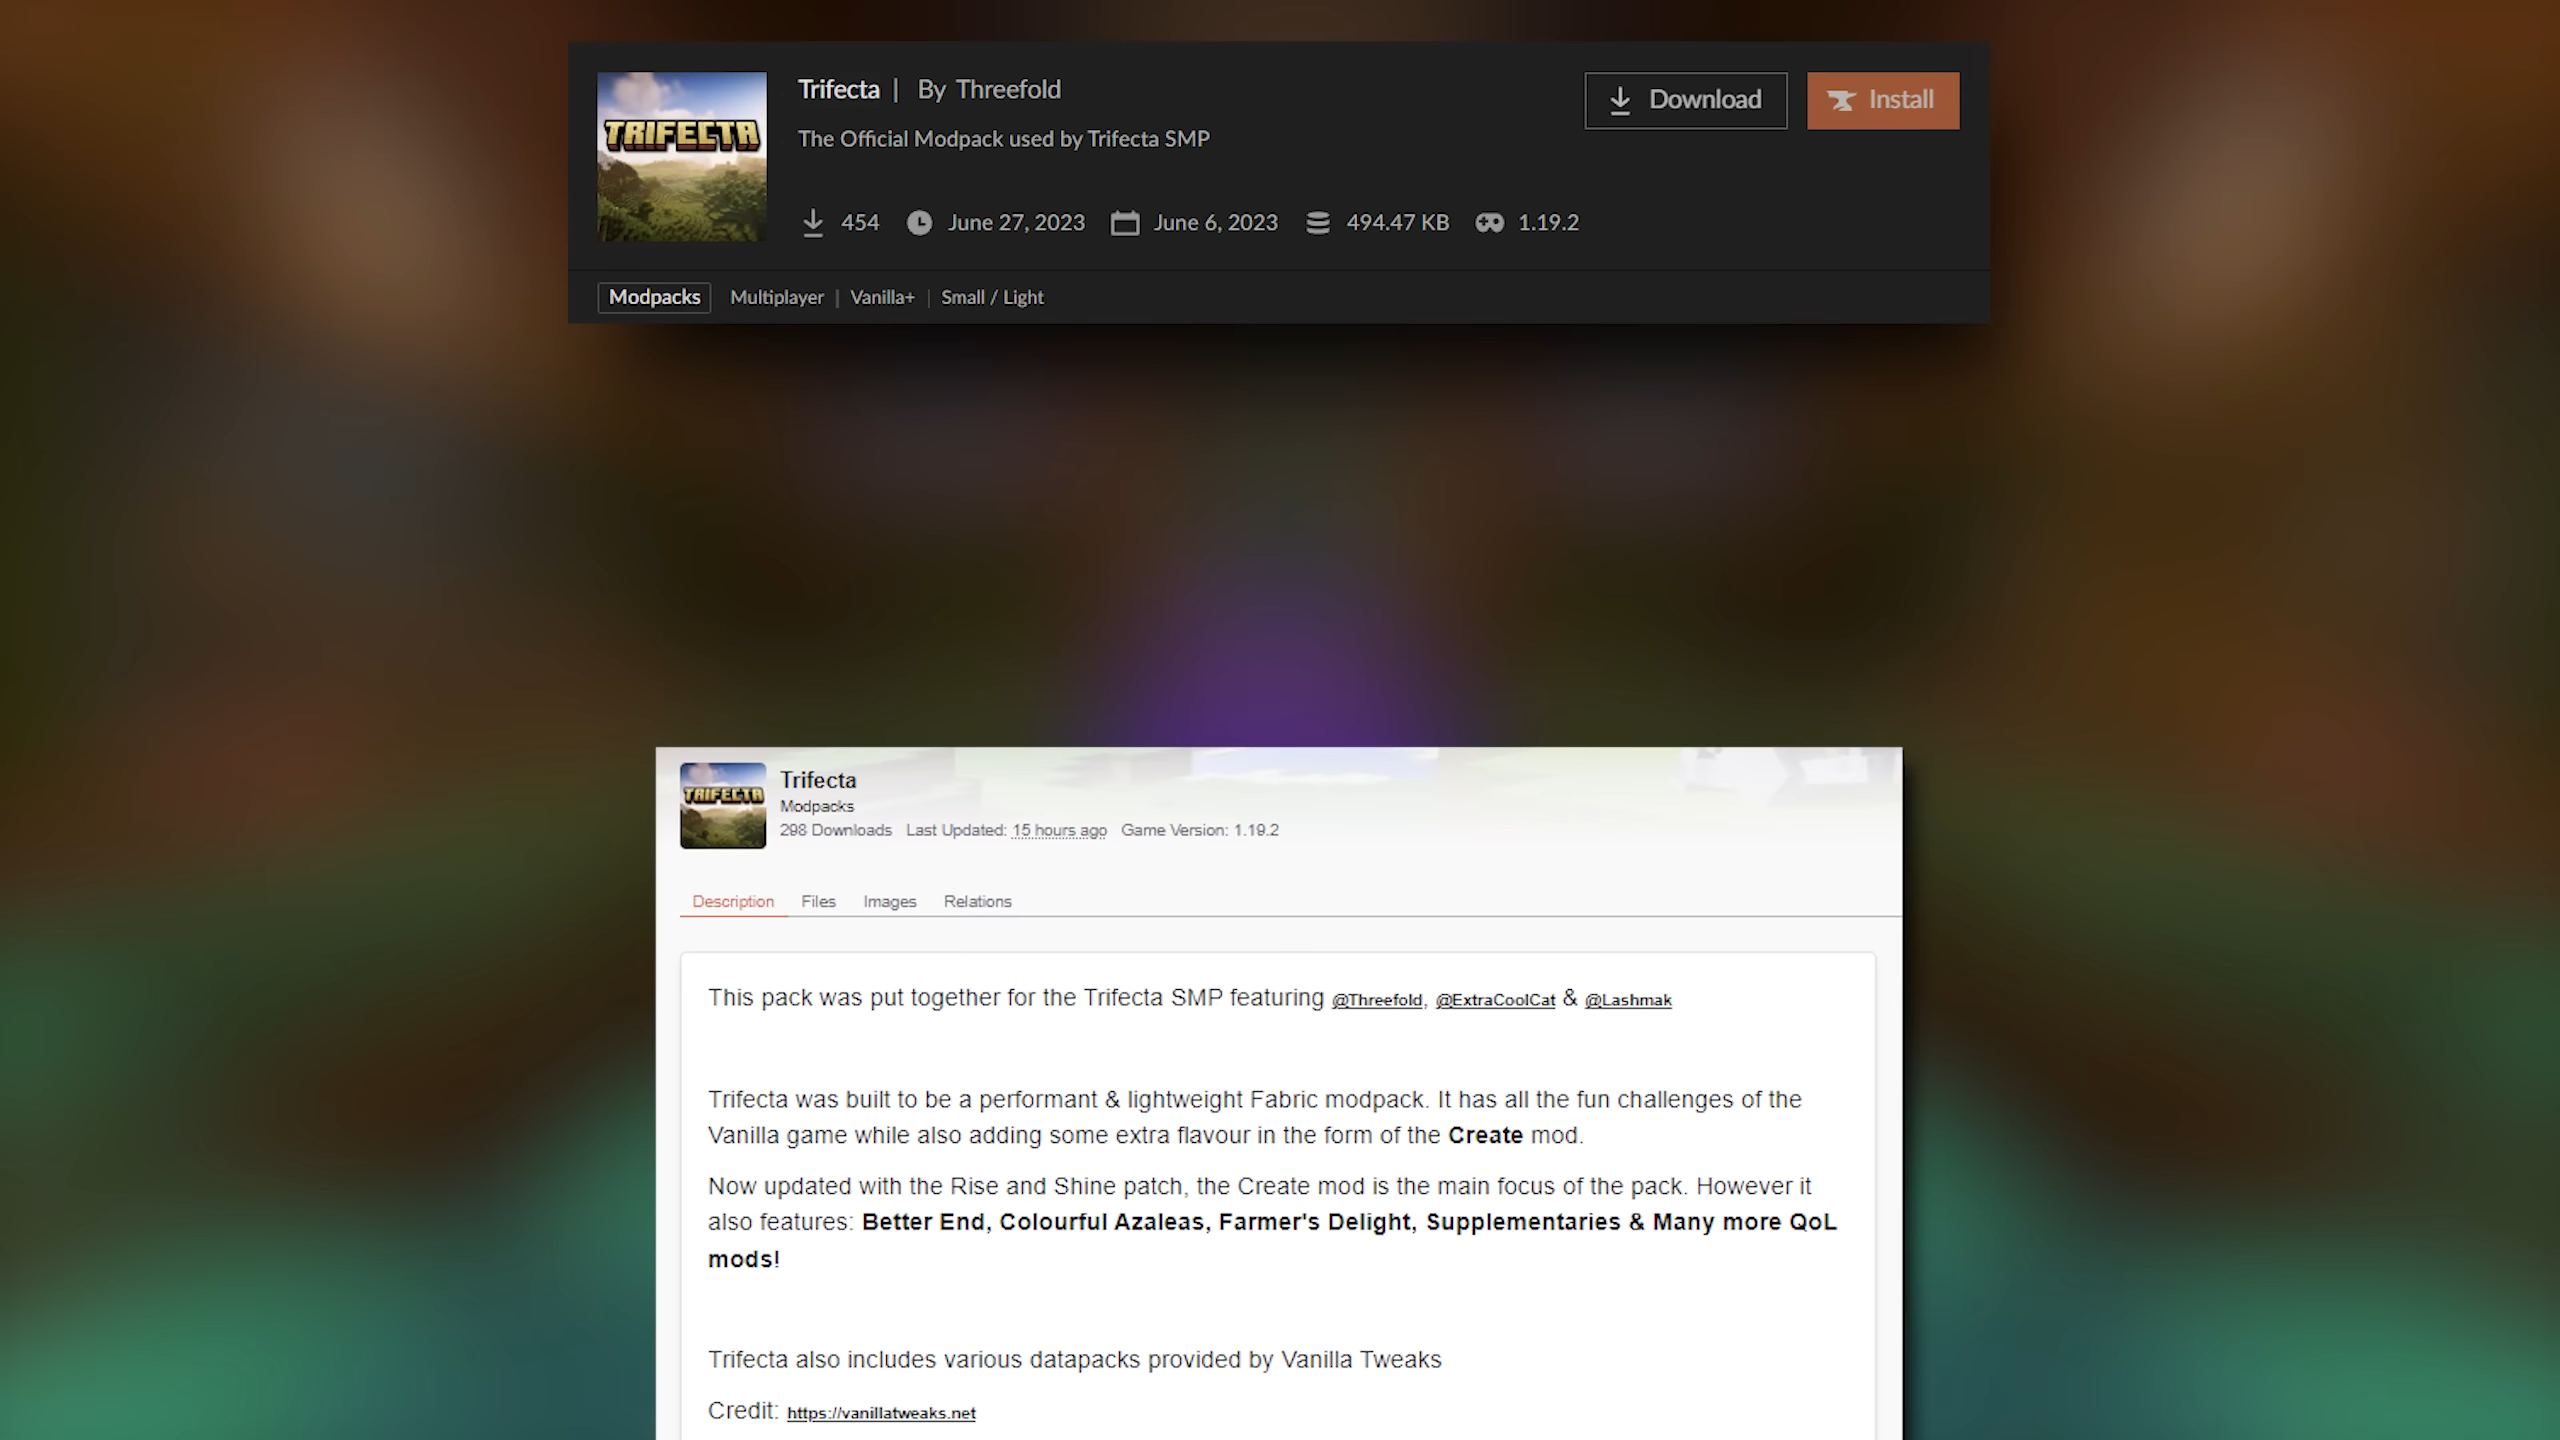 TRIFECTA
Trifecta | By Threefold
Download
Install
The Official Modpack used by Trifecta SMP
454 June 27, 2023 June 6, 2023 494.47 KB 1.19.2
Modpacks Multiplayer | Vanilla+ | Small / Light
TRIFECTA
Trifecta
Modpacks
298 Downloads Last Updated: 15 hours ago Game Version: 1.19.2
Description Files Images Relations
This pack was put together for the Trifecta SMP featuring @Threefold, @ExtraCoolCat & @Lashmak
Trifecta was built to be a performant & lightweight Fabric modpack. It has all the fun challenges of the
Vanilla game while also adding some extra flavour in the form of the Create mod.
Now updated with the Rise and Shine patch, the Create mod is the main focus of the pack. However it
also features: Better End, Colourful Azaleas, Farmer's Delight, Supplementaries & Many more QoL
mods!
Trifecta also includes various datapacks provided by Vanilla Tweaks
Credit: https://vanillatweaks.net